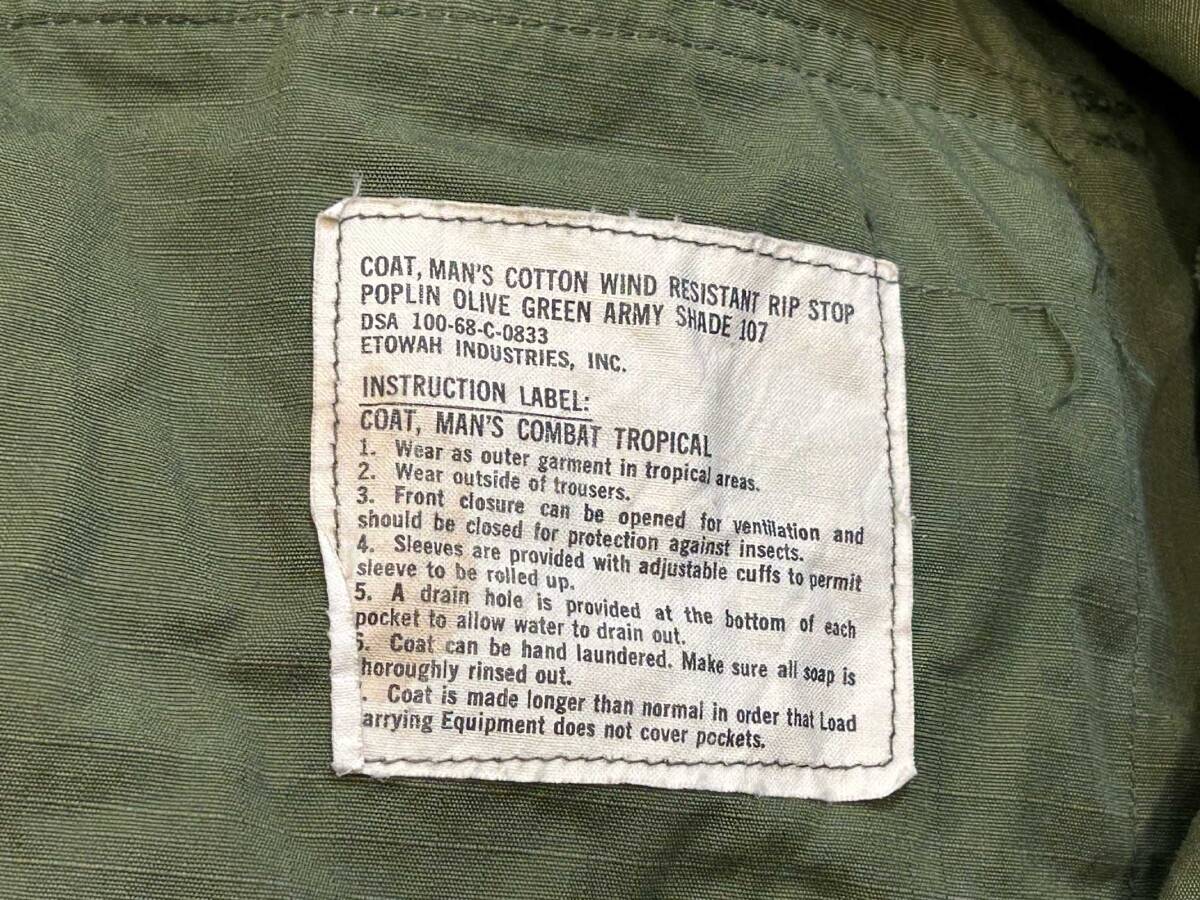 COAT, MAN'S COTTON WIND RESISTANT RIP STOP
POPLIN OLIVE GREEN ARMY SHADE 107
DSA 100-68-C-0833
ETOWAH INDUSTRIES, INC.
INSTRUCTION LABEL:
COAT, MAN'S COMBAT TROPICAL
1. Wear as outer garment in tropical areas.
2. Wear outside of trousers.
3. Front closure can be opened for ventilation and
should be closed for protection against insects.
4. Sleeves are provided with adjustable cuffs to permit
sleeve to be rolled up.
5. A drain hole is provided at the bottom of each
pocket to allow water to drain out.
6. Coat can be hand laundered. Make sure all soap is
horoughly rinsed out.
. Coat is made longer than normal in order that Load
arrying Equipment does not cover pockets.